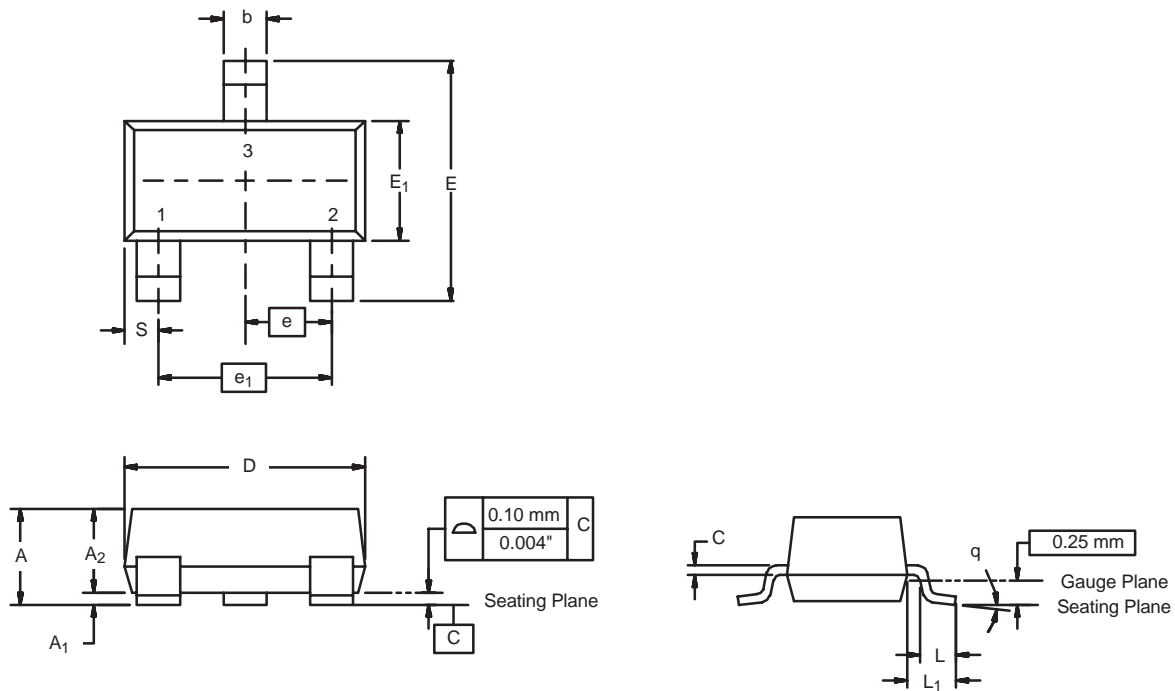 b
3
E1
E
1
2
S
e
e1
D
0.10 mm
C
0.004"
A
A2
Seating Plane
C
A1
C
q
0.25 mm
Gauge Plane
Seating Plane
L
L1